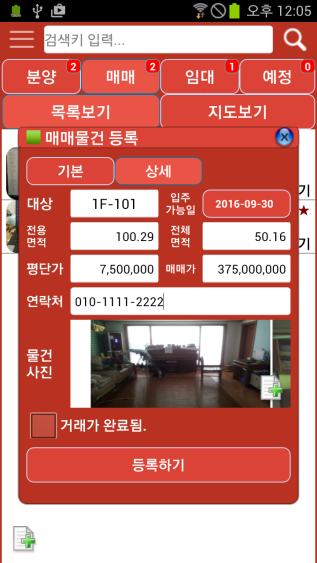 오후 12:05
검색키 입력...
분양 2 매매 2 임대 1 예정 0
목록보기 지도보기
매매물건 등록
기본 상세
대상 1F-101 입주 가능일 2016-09-30
전용 면적 100.29 전체 면적 50.16
평단가 7,500,000 매매가 375,000,000
연락처 010-1111-2222
물건 사진
거래가 완료됨.
등록하기
기
기